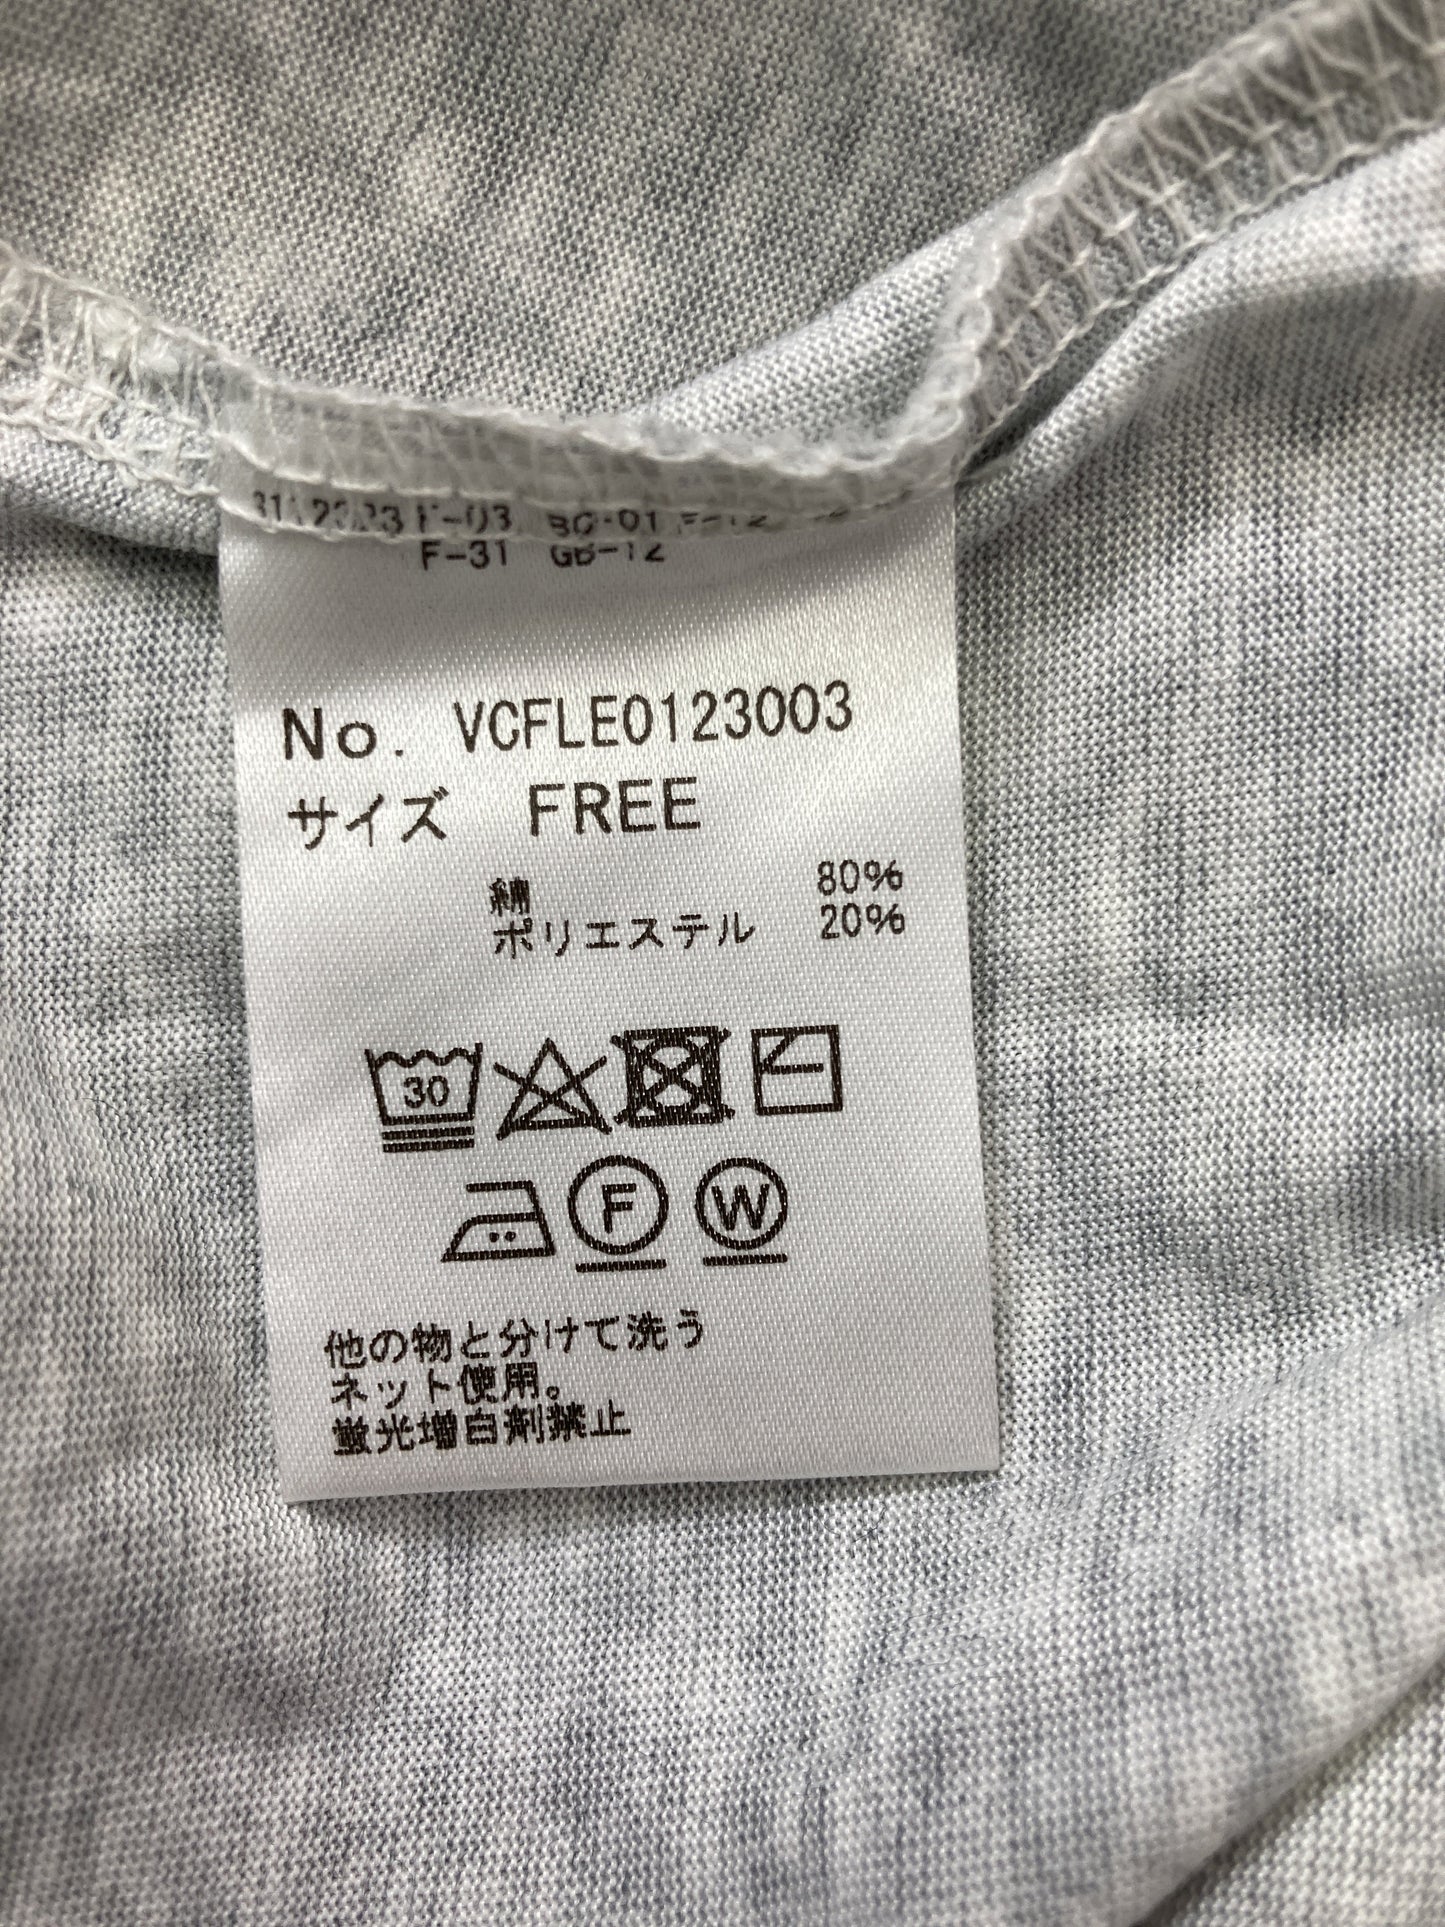 F-31 GB-12
No. VCFLE0123003
サイズ FREE
綿 80%
ポリエステル 20%
30
F W
他の物と分けて洗う
ネット使用。
蛍光増白剤禁止